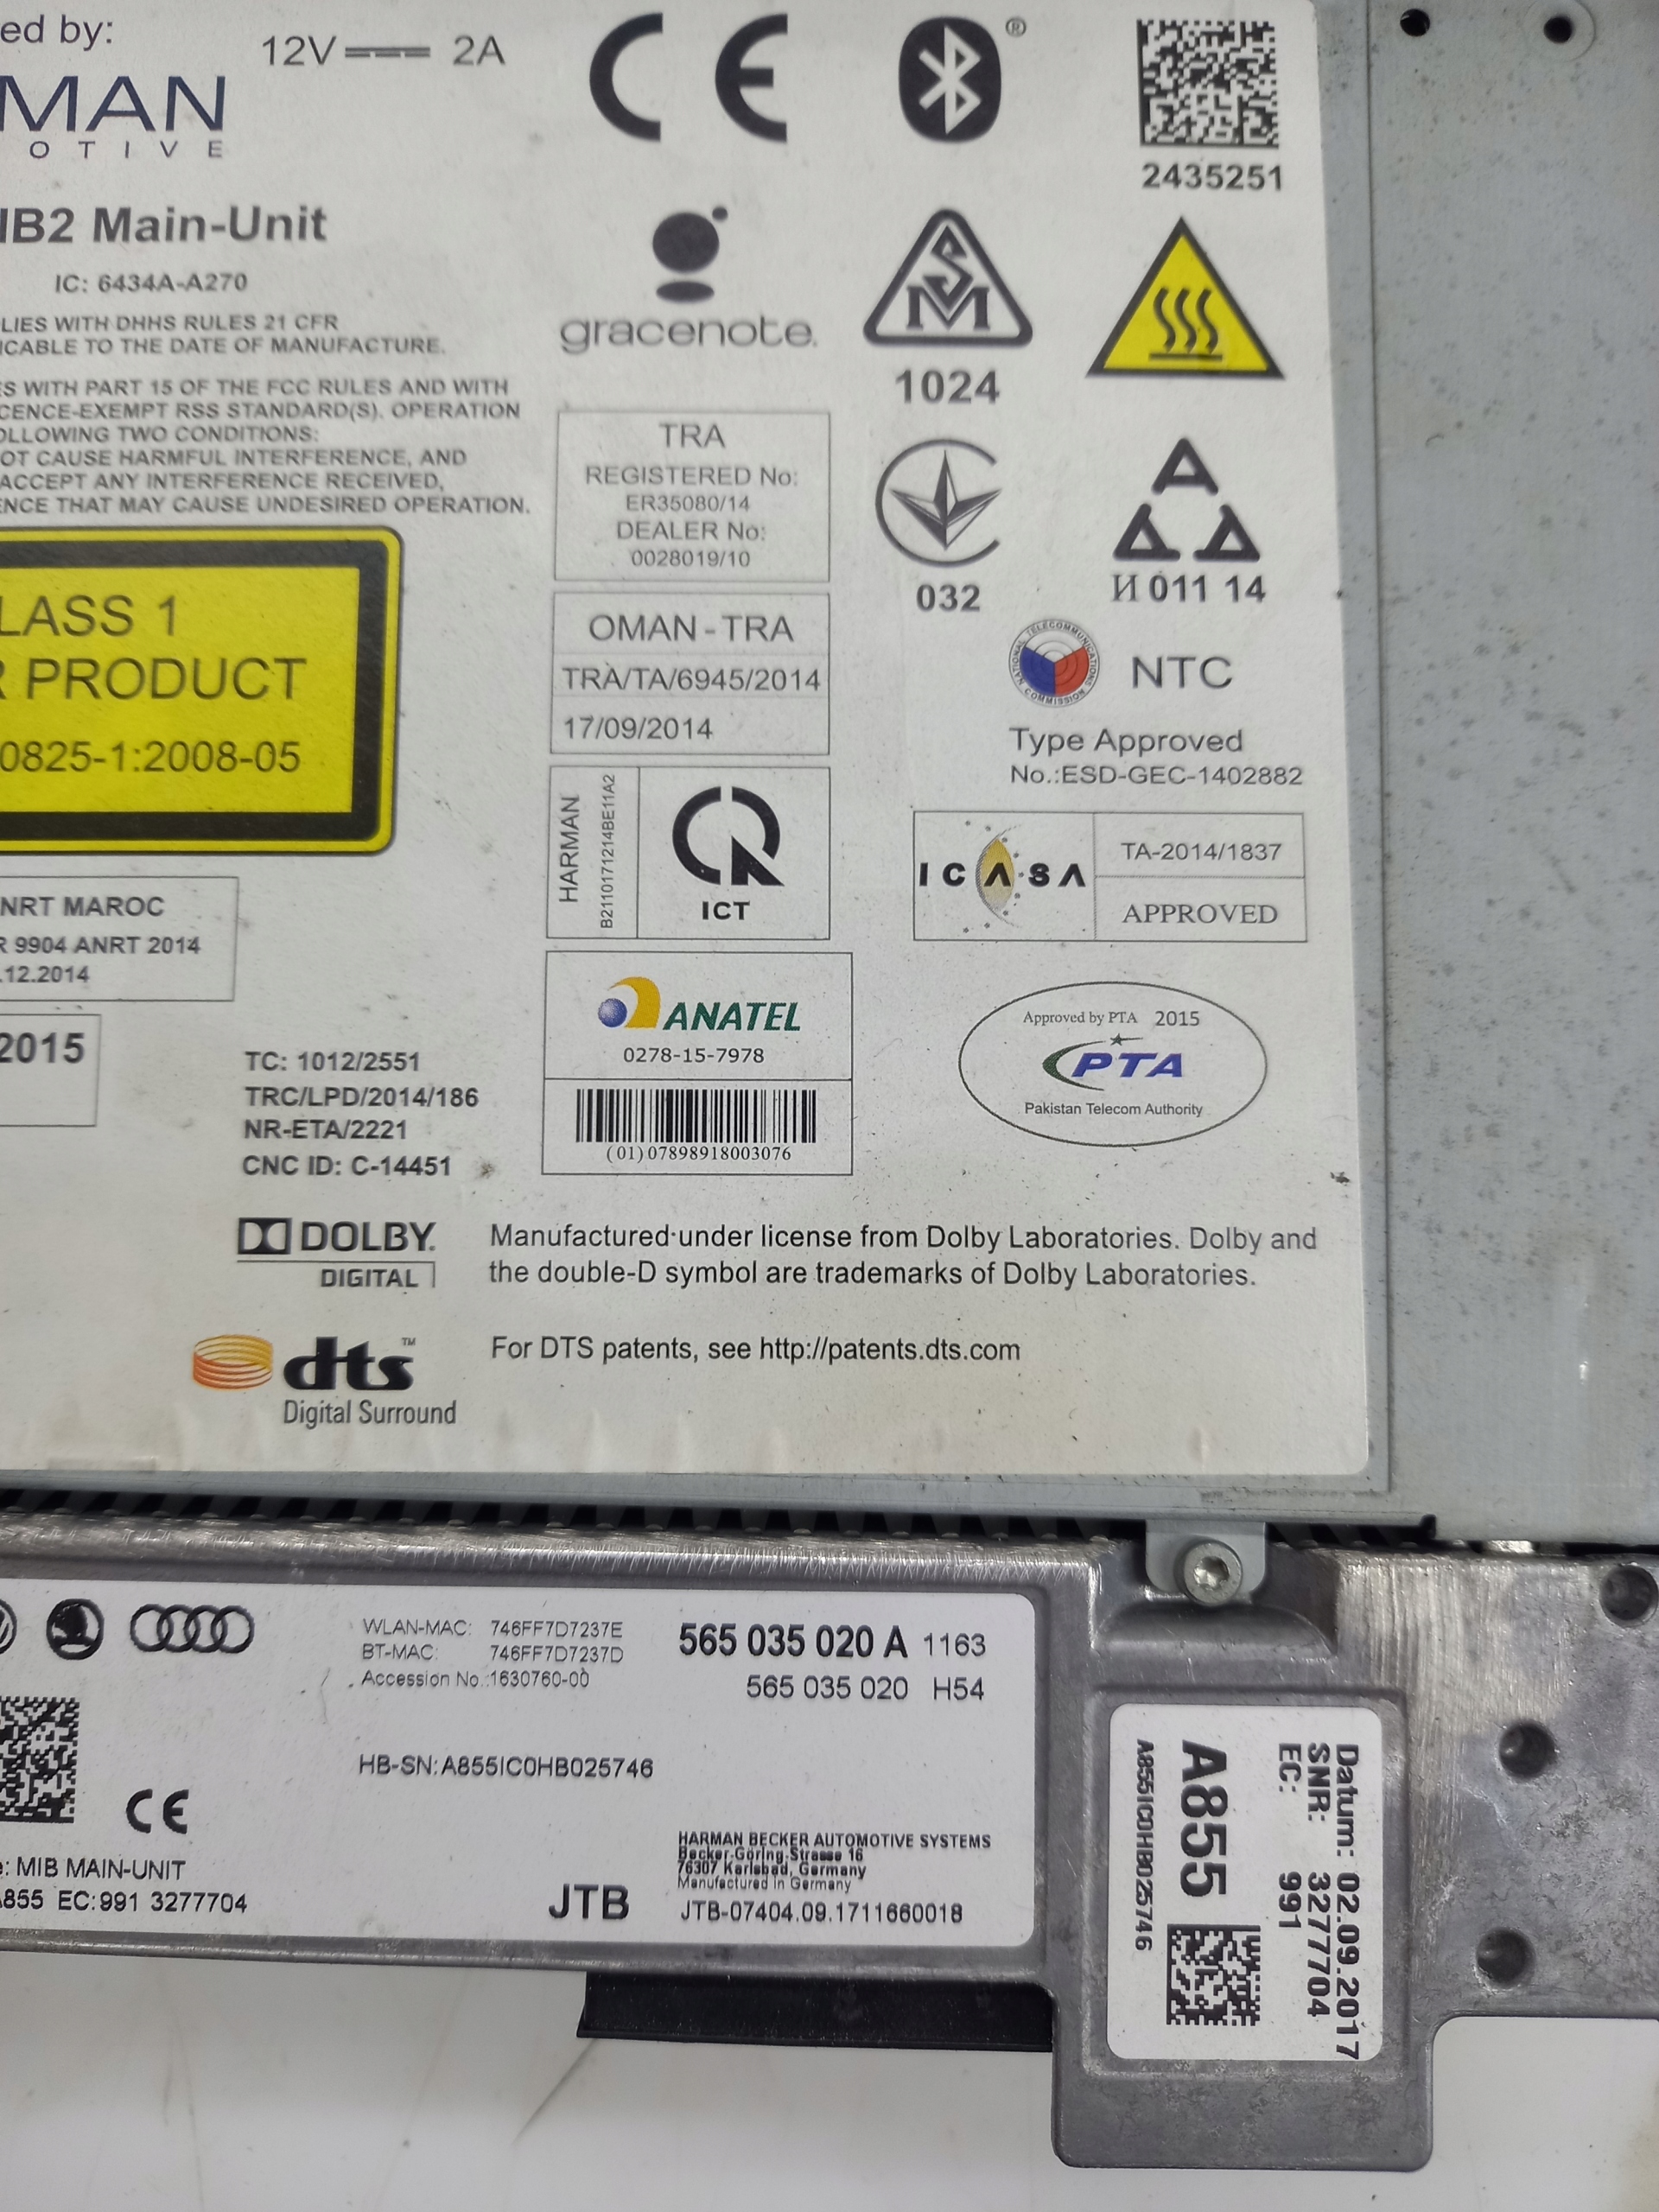 ed by:
12V 2A
MAN
OTIVE
IB2 Main-Unit
IC: 6434A-A270
LIES WITH DHHS RULES 21 CFR
ICABLE TO THE DATE OF MANUFACTURE.
ES WITH PART 15 OF THE FCC RULES AND WITH
CENCE-EXEMPT RSS STANDARD(S). OPERATION
OLLOWING TWO CONDITIONS:
OT CAUSE HARMFUL INTERFERENCE, AND
ACCEPT ANY INTERFERENCE RECEIVED,
ENCE THAT MAY CAUSE UNDESIRED OPERATION.
LASS 1
R PRODUCT
0825-1:2008-05
NRT MAROC
R 9904 ANRT 2014
.12.2014
2015
TC: 1012/2551
TRC/LPD/2014/186
NR-ETA/2221
CNC ID: C-14451
CE
®
2435251
gracenote.
SM
1024
TRA
REGISTERED No:
ER35080/14
DEALER No:
0028019/10
032
И 011 14
OMAN - TRA
TRA/TA/6945/2014
17/09/2014
NATIONAL TELECOMMUNICATIONS COMMISSION
NTC
Type Approved
No.:ESD-GEC-1402882
HARMAN
B2110171214BE11A2
ICT
ICASA
TA-2014/1837
APPROVED
ANATEL
0278-15-7978
(01)07898918003076
Approved by PTA 2015
PTA
Pakistan Telecom Authority
DOLBY.
DIGITAL
Manufactured under license from Dolby Laboratories. Dolby and
the double-D symbol are trademarks of Dolby Laboratories.
dts™
Digital Surround
For DTS patents, see http://patents.dts.com
WLAN-MAC: 746FF7D7237E
BT-MAC: 746FF7D7237D
Accession No.:1630760-00
565 035 020 A 1163
565 035 020 H54
HB-SN:A855IC0HB025746
CE
: MIB MAIN-UNIT
A855 EC:991 3277704
HARMAN BECKER AUTOMOTIVE SYSTEMS
Becker-Göring-Strasse 16
76307 Karlsbad, Germany
Manufactured in Germany
JTB
JTB-07404.09.1711660018
Datum: 02.09.2017
SNR: 3277704
EC: 991
A855
A855IC0HB025746